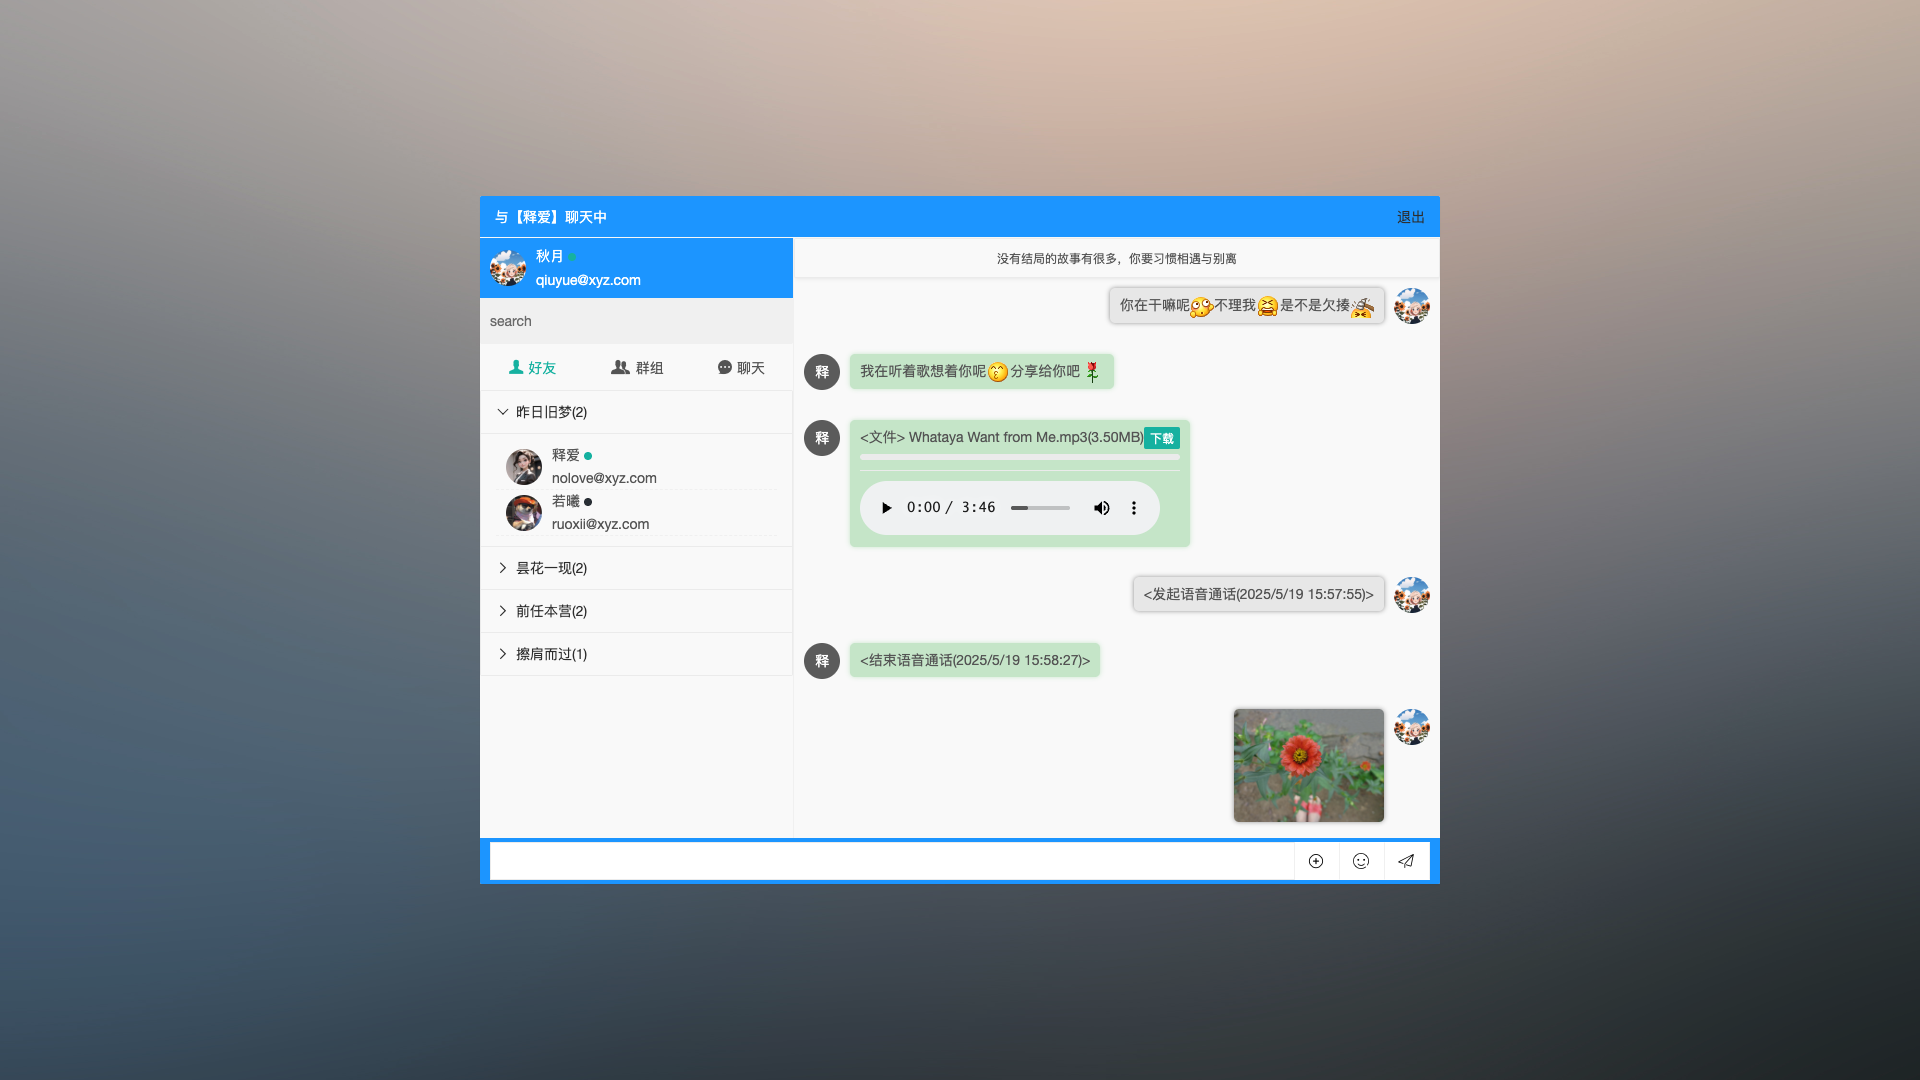 与【释爱】聊天中
退出
秋月
qiuyue@xyz.com
search
好友
群组
聊天
昨日旧梦(2)
释爱
nolove@xyz.com
若曦
ruoxii@xyz.com
昙花一现(2)
前任本营(2)
擦肩而过(1)
没有结局的故事有很多，你要习惯相遇与别离
你在干嘛呢不理我是不是欠揍
释
我在听着歌想着你呢分享给你吧
释
<文件> Whataya Want from Me.mp3(3.50MB)下载
0:00 / 3:46
<发起语音通话(2025/5/19 15:57:55)>
释
<结束语音通话(2025/5/19 15:58:27)>